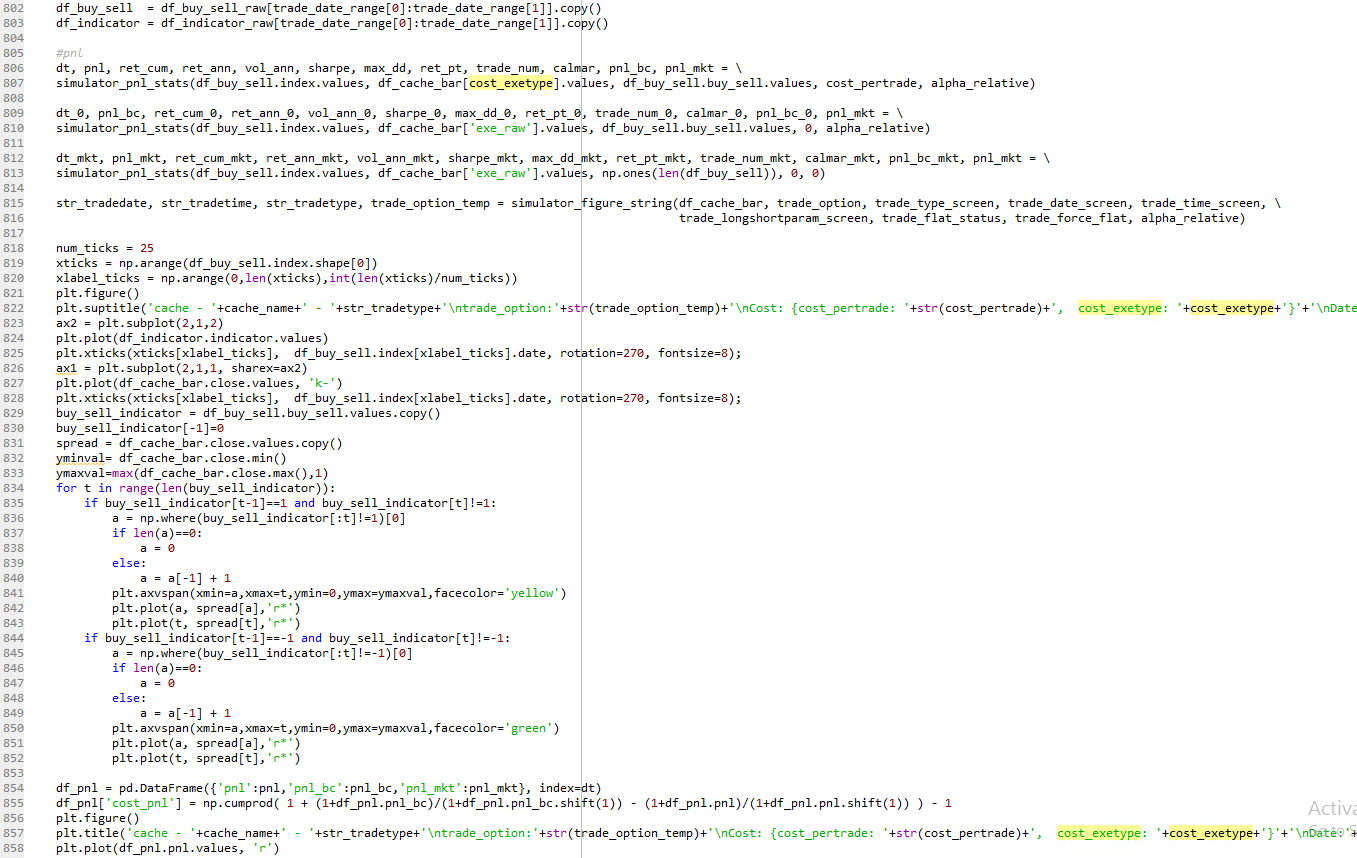 802 df_buy_sell  = df_buy_sell_raw[trade_date_range[0]:trade_date_range[1]].copy()
803 df_indicator = df_indicator_raw[trade_date_range[0]:trade_date_range[1]].copy()
804
805 #pnl
806 dt, pnl, ret_cum, ret_ann, vol_ann, sharpe, max_dd, ret_pt, trade_num, calmar, pnl_bc, pnl_mkt = \
807 simulator_pnl_stats(df_buy_sell.index.values, df_cache_bar[cost_exetype].values, df_buy_sell.buy_sell.values, cost_pertrade, alpha_relative)
808
809 dt_0, pnl_bc, ret_cum_0, ret_ann_0, vol_ann_0, sharpe_0, max_dd_0, ret_pt_0, trade_num_0, calmar_0, pnl_bc_0, pnl_mkt = \
810 simulator_pnl_stats(df_buy_sell.index.values, df_cache_bar['exe_raw'].values, df_buy_sell.buy_sell.values, 0, alpha_relative)
811
812 dt_mkt, pnl_mkt, ret_cum_mkt, ret_ann_mkt, vol_ann_mkt, sharpe_mkt, max_dd_mkt, ret_pt_mkt, trade_num_mkt, calmar_mkt, pnl_bc_mkt, pnl_mkt = \
813 simulator_pnl_stats(df_buy_sell.index.values, df_cache_bar['exe_raw'].values, np.ones(len(df_buy_sell)), 0, 0)
814
815 str_tradedate, str_tradetime, str_tradetype, trade_option_temp = simulator_figure_string(df_cache_bar, trade_option, trade_type_screen, trade_date_screen, trade_time_screen, \
816 trade_longshortparam_screen, trade_flat_status, trade_force_flat, alpha_relative)
817
818 num_ticks = 25
819 xticks = np.arange(df_buy_sell.index.shape[0])
820 xlabel_ticks = np.arange(0,len(xticks),int(len(xticks)/num_ticks))
821 plt.figure()
822 plt.suptitle('cache - '+cache_name+' - '+str_tradetype+'\ntrade_option:'+str(trade_option_temp)+'\nCost: {cost_pertrade: '+str(cost_pertrade)+',  cost_exetype: '+cost_exetype+'}'+'\nDate
823 ax2 = plt.subplot(2,1,2)
824 plt.plot(df_indicator.indicator.values)
825 plt.xticks(xticks[xlabel_ticks],  df_buy_sell.index[xlabel_ticks].date, rotation=270, fontsize=8);
826 ax1 = plt.subplot(2,1,1, sharex=ax2)
827 plt.plot(df_cache_bar.close.values, 'k-')
828 plt.xticks(xticks[xlabel_ticks],  df_buy_sell.index[xlabel_ticks].date, rotation=270, fontsize=8);
829 buy_sell_indicator = df_buy_sell.buy_sell.values.copy()
830 buy_sell_indicator[-1]=0
831 spread = df_cache_bar.close.values.copy()
832 yminval= df_cache_bar.close.min()
833 ymaxval=max(df_cache_bar.close.max(),1)
834 for t in range(len(buy_sell_indicator)):
835     if buy_sell_indicator[t-1]==1 and buy_sell_indicator[t]!=1:
836         a = np.where(buy_sell_indicator[:t]!=1)[0]
837         if len(a)==0:
838             a = 0
839         else:
840             a = a[-1] + 1
841         plt.axvspan(xmin=a,xmax=t,ymin=0,ymax=ymaxval,facecolor='yellow')
842         plt.plot(a, spread[a],'r*')
843         plt.plot(t, spread[t],'r*')
844     if buy_sell_indicator[t-1]==-1 and buy_sell_indicator[t]!=-1:
845         a = np.where(buy_sell_indicator[:t]!=-1)[0]
846         if len(a)==0:
847             a = 0
848         else:
849             a = a[-1] + 1
850         plt.axvspan(xmin=a,xmax=t,ymin=0,ymax=ymaxval,facecolor='green')
851         plt.plot(a, spread[a],'r*')
852         plt.plot(t, spread[t],'r*')
853
854 df_pnl = pd.DataFrame({'pnl':pnl,'pnl_bc':pnl_bc,'pnl_mkt':pnl_mkt}, index=dt)
855 df_pnl['cost_pnl'] = np.cumprod( 1 + (1+df_pnl.pnl_bc)/(1+df_pnl.pnl_bc.shift(1)) - (1+df_pnl.pnl)/(1+df_pnl.pnl.shift(1)) ) - 1
Activa
856 plt.figure()
857 plt.title('cache - '+cache_name+' - '+str_tradetype+'\ntrade_option:'+str(trade_option_temp)+'\nCost: {cost_pertrade: '+str(cost_pertrade)+',  cost_exetype: '+cost_exetype+'}'+'\nDate:'+
Go to S
858 plt.plot(df_pnl.pnl.values, 'r')